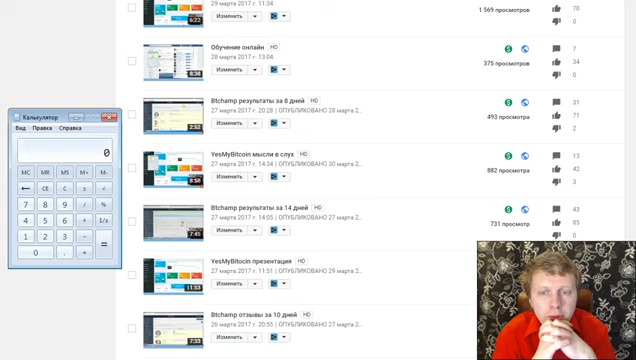 29 марта 2017 г. 11:34
Изменить
6:22
1 569 просмотров
70
0
Обучение онлайн HD
28 марта 2017 г. 13:04
Изменить
8:38
375 просмотров
7
34
0
Btchamp результаты за 8 дней HD
27 марта 2017 г. 20:28 | ОПУБЛИКОВАНО 28 марта 2...
Изменить
2:52
493 просмотров
31
71
2
YesMyBitcoin мысли в слух HD
27 марта 2017 г. 14:34 | ОПУБЛИКОВАНО 30 марта 2...
Изменить
8:56
882 просмотров
13
42
3
Btchamp результаты за 14 дней HD
27 марта 2017 г. 14:05 | ОПУБЛИКОВАНО 27 марта 2...
Изменить
7:45
731 просмотр
43
85
0
YesMyBitcoin презентация HD
27 марта 2017 г. 11:51 | ОПУБЛИКОВАНО 29 марта 2...
Изменить
11:53
Btchamp отзывы за 10 дней HD
26 марта 2017 г. 20:55 | ОПУБЛИКОВАНО 27 марта 2...
Изменить
7:33
Калькулятор
Вид Правка Справка
0
MC MR MS M+ M-
← CE C ± √
7 8 9 / %
4 5 6 * 1/x
1 2 3 - =
0 , +